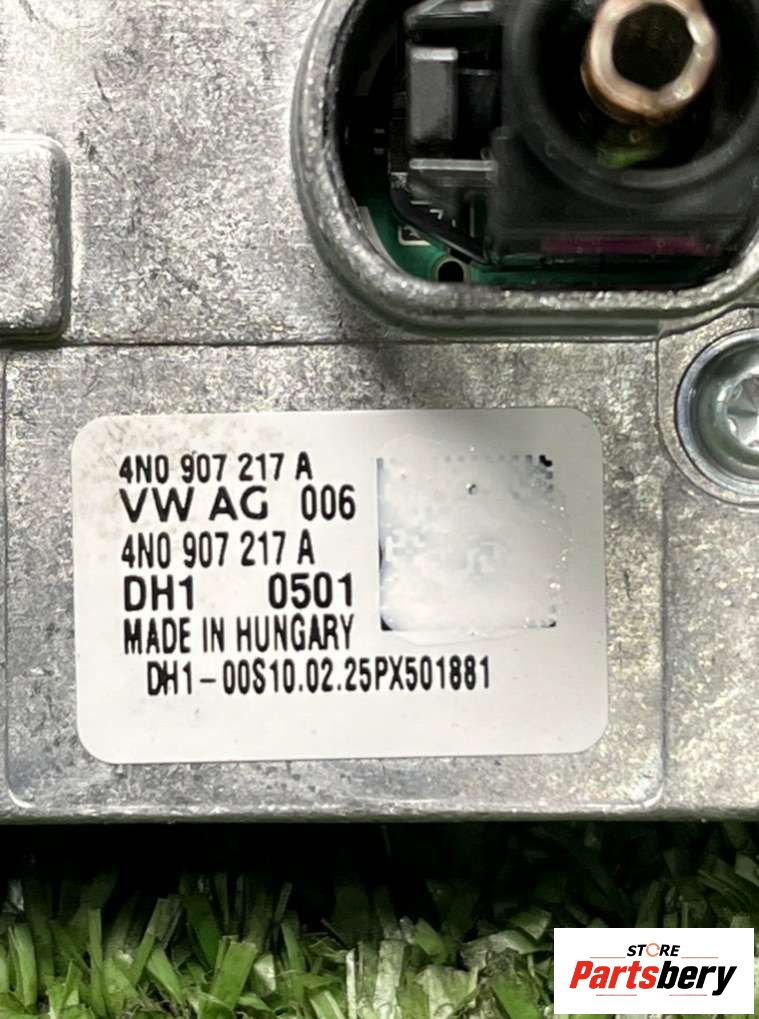 4N0 907 217 A
VW AG 006
4N0 907 217 A
DH1 0501
MADE IN HUNGARY
DH1-00S10.02.25PX501881
STORE
Partsbery